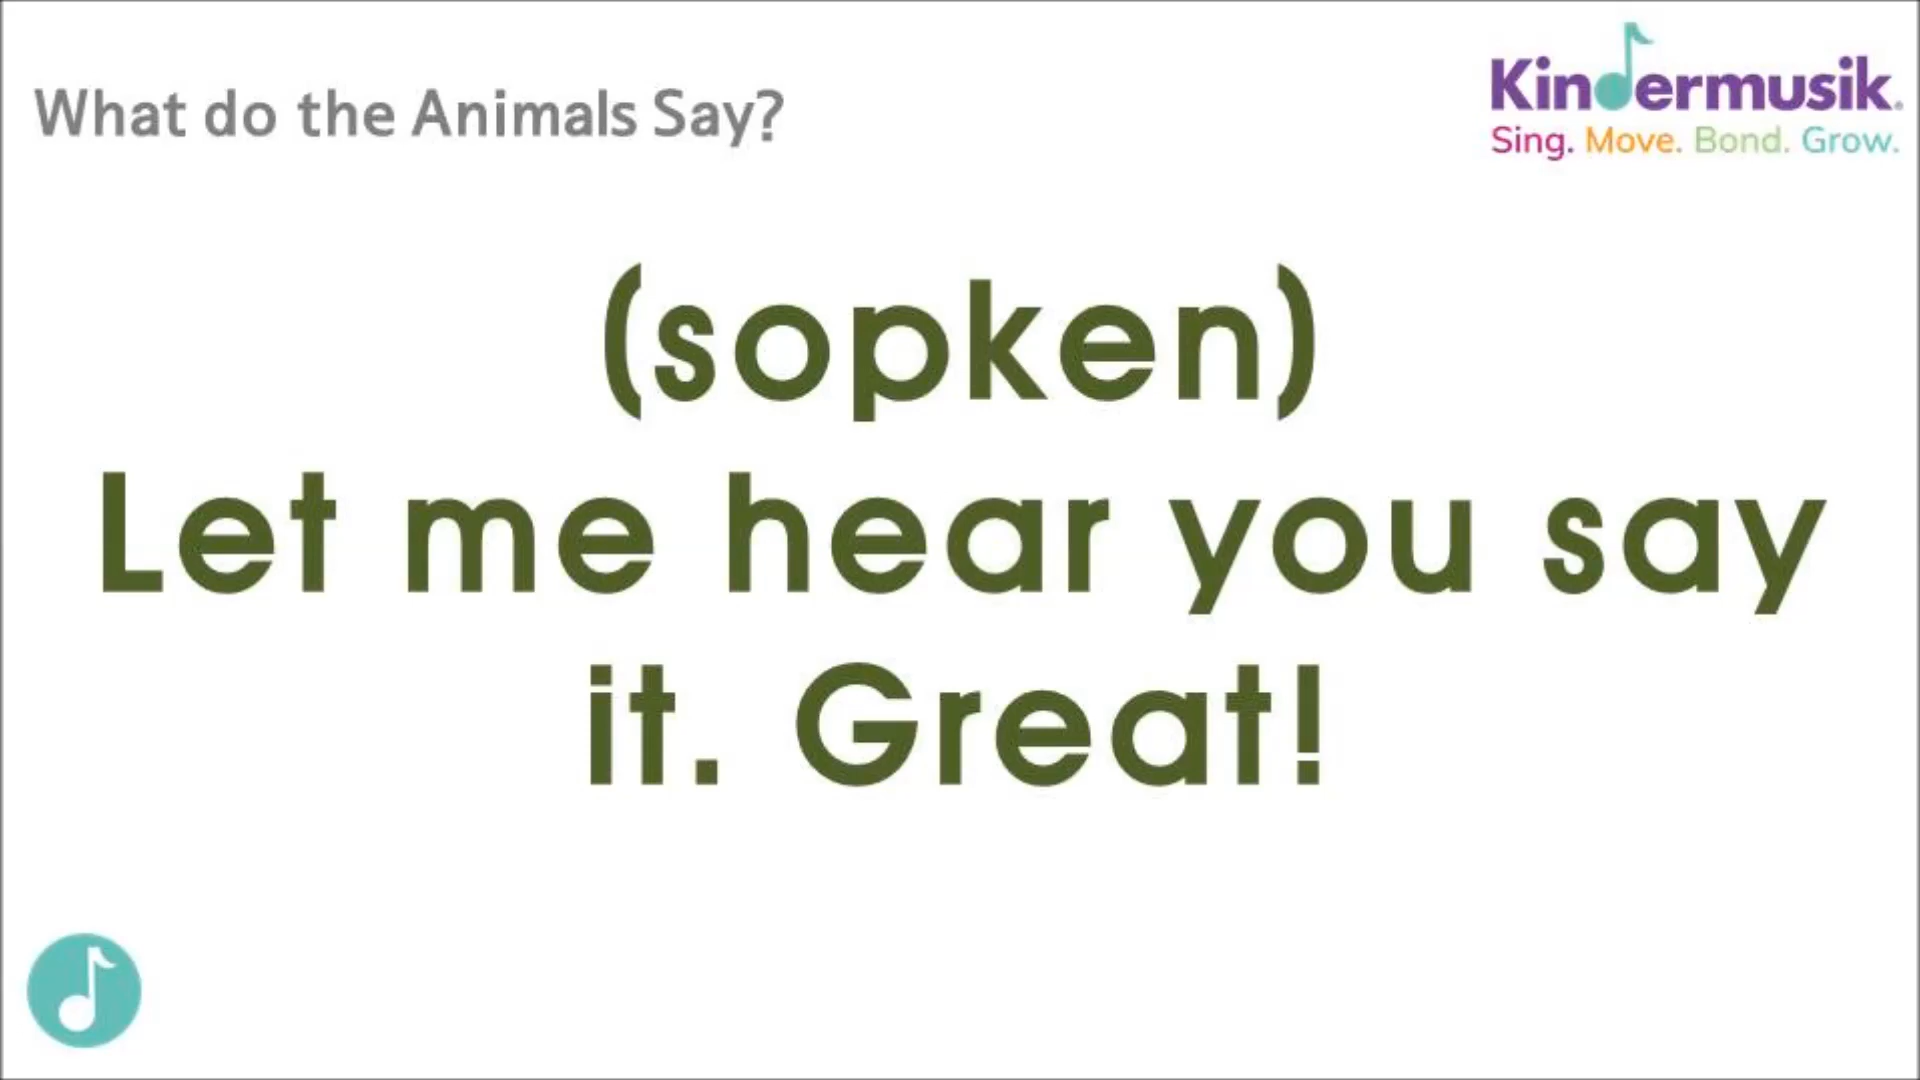 What do the Animals Say?
Kindermusik.
Sing. Move. Bond. Grow.
(sopken)
Let me hear you say
it. Great!